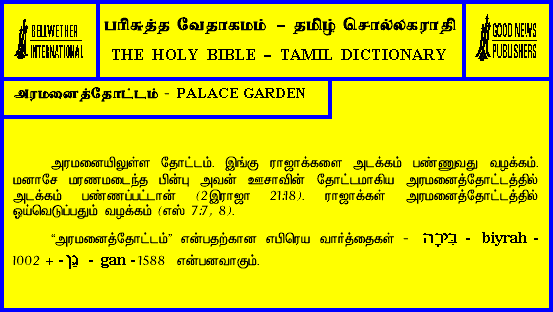 BELLWETHER
INTERNATIONAL
பரிசுத்த வேதாகமம் – தமிழ் சொல்லகராதி
THE HOLY BIBLE – TAMIL DICTIONARY
GOOD NEWS
PUBLISHERS
அரமனைத்தோட்டம் - PALACE GARDEN
அரமனையிலுள்ள தோட்டம். இங்கு ராஜாக்களை அடக்கம் பண்ணுவது வழக்கம்.
மனாசே மரணமடைந்த பின்பு அவன் ஊசாவின் தோட்டமாகிய அரமனைத்தோட்டத்தில்
அடக்கம் பண்ணப்பட்டான் (2இராஜா 21:18). ராஜாக்கள் அரமனைத்தோட்டத்தில்
ஓய்வெடுப்பதும் வழக்கம் (எஸ் 7:7, 8).
“அரமனைத்தோட்டம்” என்பதற்கான எபிரெய வார்த்தைகள் - בִּירָה - biyrah -
1002 + - גַּן - gan -1588 என்பனவாகும்.